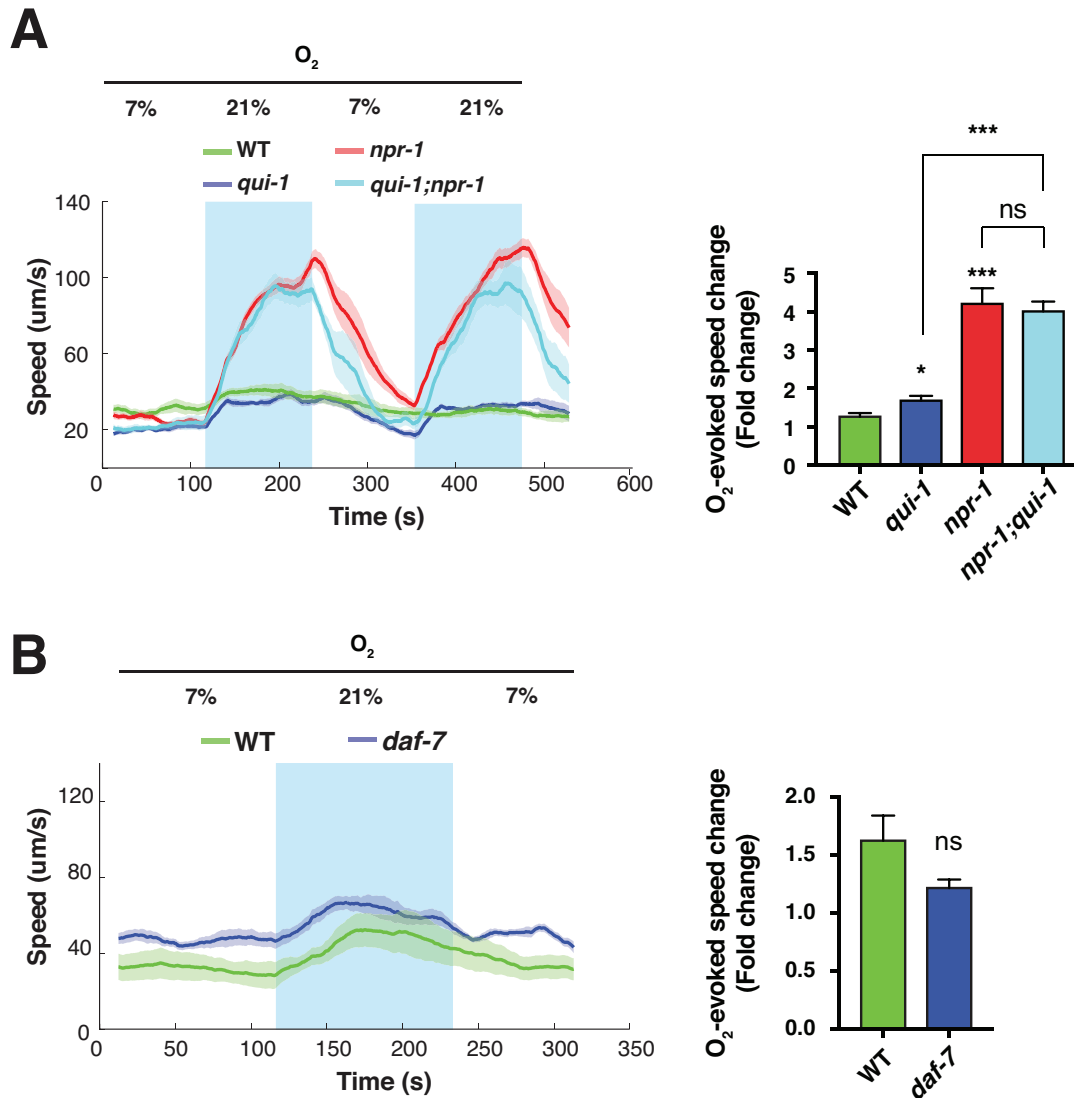 A
O2
7% 21% 7% 21%
WT npr-1
qui-1 qui-1;npr-1
140
100
60
20
Speed (um/s)
0 100 200 300 400 500 600
Time (s)
***
ns
***
*
5
4
3
2
1
0
O2-evoked speed change
(Fold change)
WT qui-1 npr-1 npr-1;qui-1
B
O2
7% 21% 7%
WT daf-7
120
80
40
0
Speed (um/s)
0 50 100 150 200 250 300 350
Time (s)
ns
2.0
1.5
1.0
0.5
0.0
O2-evoked speed change
(Fold change)
WT daf-7